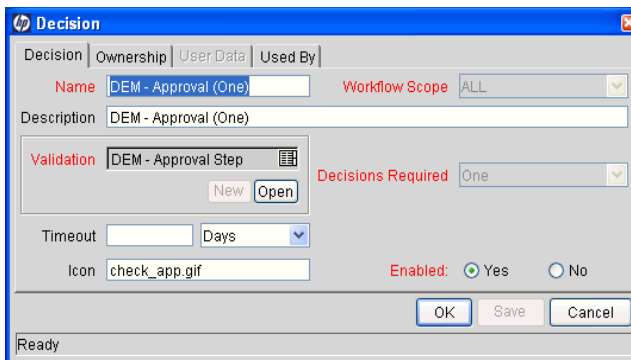 hp Decision
Decision Ownership User Data Used By
Name DEM - Approval (One) Workflow Scope ALL
Description DEM - Approval (One)
Validation DEM - Approval Step
Decisions Required One
New Open
Timeout Days
Icon check_app.gif Enabled: Yes No
OK Save Cancel
Ready